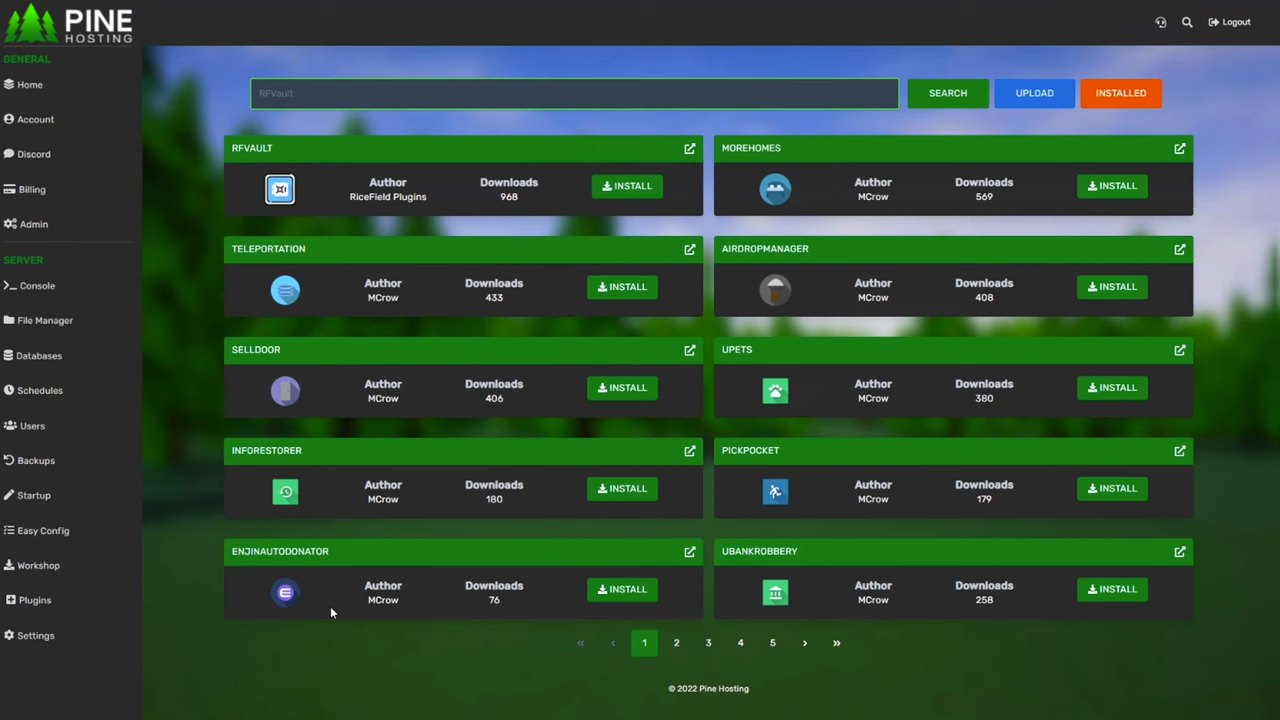 PINE
HOSTING
Logout
GENERAL
Home
Account
Discord
Billing
Admin
SERVER
Console
File Manager
Databases
Schedules
Users
Backups
Startup
Easy Config
Workshop
Plugins
Settings
RFVault
SEARCH
UPLOAD
INSTALLED
RFVAULT
Author
RiceField Plugins
Downloads
968
INSTALL
MOREHOMES
Author
MCrow
Downloads
569
INSTALL
TELEPORTATION
Author
MCrow
Downloads
433
INSTALL
AIRDROPMANAGER
Author
MCrow
Downloads
408
INSTALL
SELLDOOR
Author
MCrow
Downloads
406
INSTALL
UPETS
Author
MCrow
Downloads
380
INSTALL
INFORESTORER
Author
MCrow
Downloads
180
INSTALL
PICKPOCKET
Author
MCrow
Downloads
179
INSTALL
ENJINAUTODONATOR
Author
MCrow
Downloads
76
INSTALL
UBANKROBBERY
Author
MCrow
Downloads
258
INSTALL
« ‹ 1 2 3 4 5 › »
© 2022 Pine Hosting